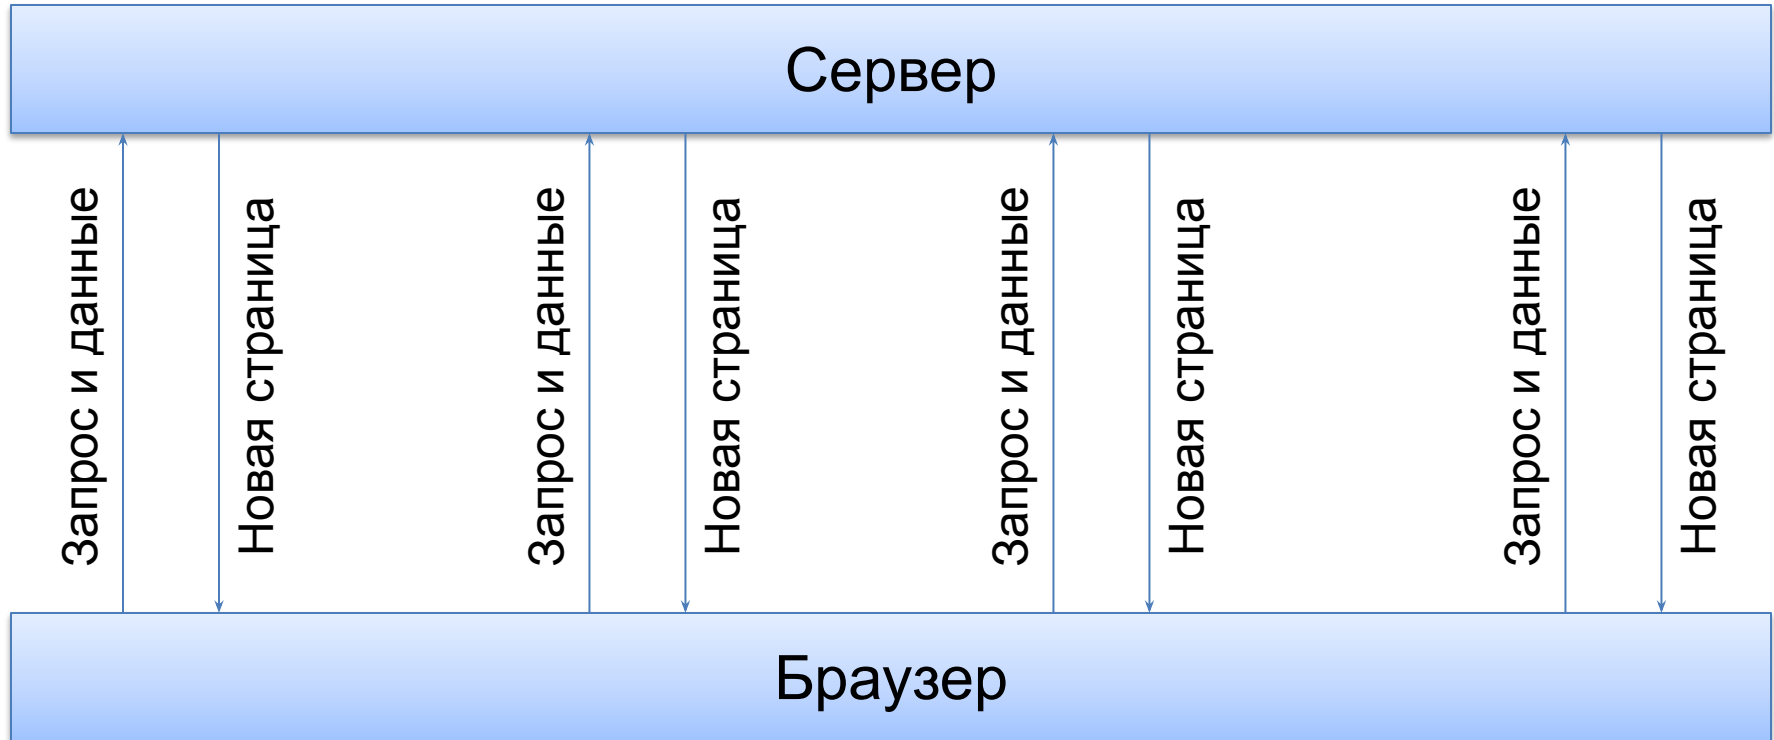 Сервер
Запрос и данные
Новая страница
Запрос и данные
Новая страница
Запрос и данные
Новая страница
Запрос и данные
Новая страница
Браузер